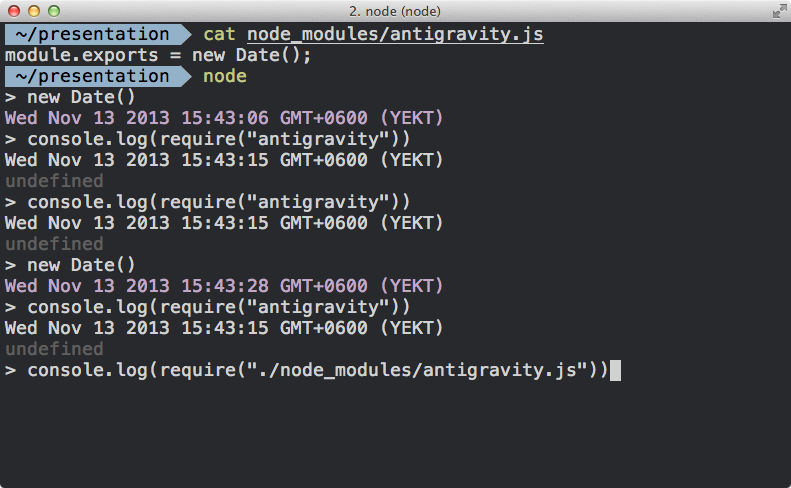 2. node (node)
~/presentation cat node_modules/antigravity.js
module.exports = new Date();
~/presentation node
> new Date()
Wed Nov 13 2013 15:43:06 GMT+0600 (YEKT)
> console.log(require("antigravity"))
Wed Nov 13 2013 15:43:15 GMT+0600 (YEKT)
undefined
> console.log(require("antigravity"))
Wed Nov 13 2013 15:43:15 GMT+0600 (YEKT)
undefined
> new Date()
Wed Nov 13 2013 15:43:28 GMT+0600 (YEKT)
> console.log(require("antigravity"))
Wed Nov 13 2013 15:43:15 GMT+0600 (YEKT)
undefined
> console.log(require("./node_modules/antigravity.js"))